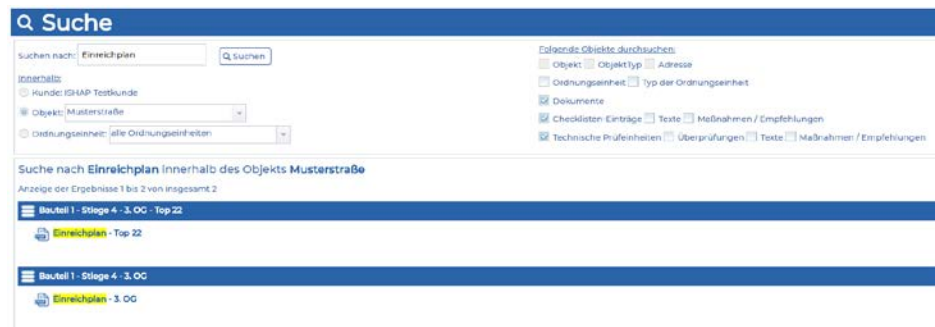 Suche
Suchen nach: Einreichplan Suchen
Innerhalb:
Kunde: ISHAP Testkunde
Objekt: Musterstraße
Ordnungseinheit: alle Ordnungseinheiten
Folgende Objekte durchsuchen:
Objekt ObjektTyp Adresse
Ordnungseinheit Typ der Ordnungseinheit
Dokumente
Checklisten-Einträge Texte Maßnahmen / Empfehlungen
Technische Prüfeinheiten Überprüfungen Texte Maßnahmen / Empfehlungen
Suche nach Einreichplan Innerhalb des Objekts Musterstraße
Anzeige der Ergebnisse 1 bis 2 von insgesamt 2
Bauteil 1 - Stiege 4 - 3. OG - Top 22
Einreichplan - Top 22
Bauteil 1 - Stiege 4 - 3. OG
Einreichplan - 3. OG